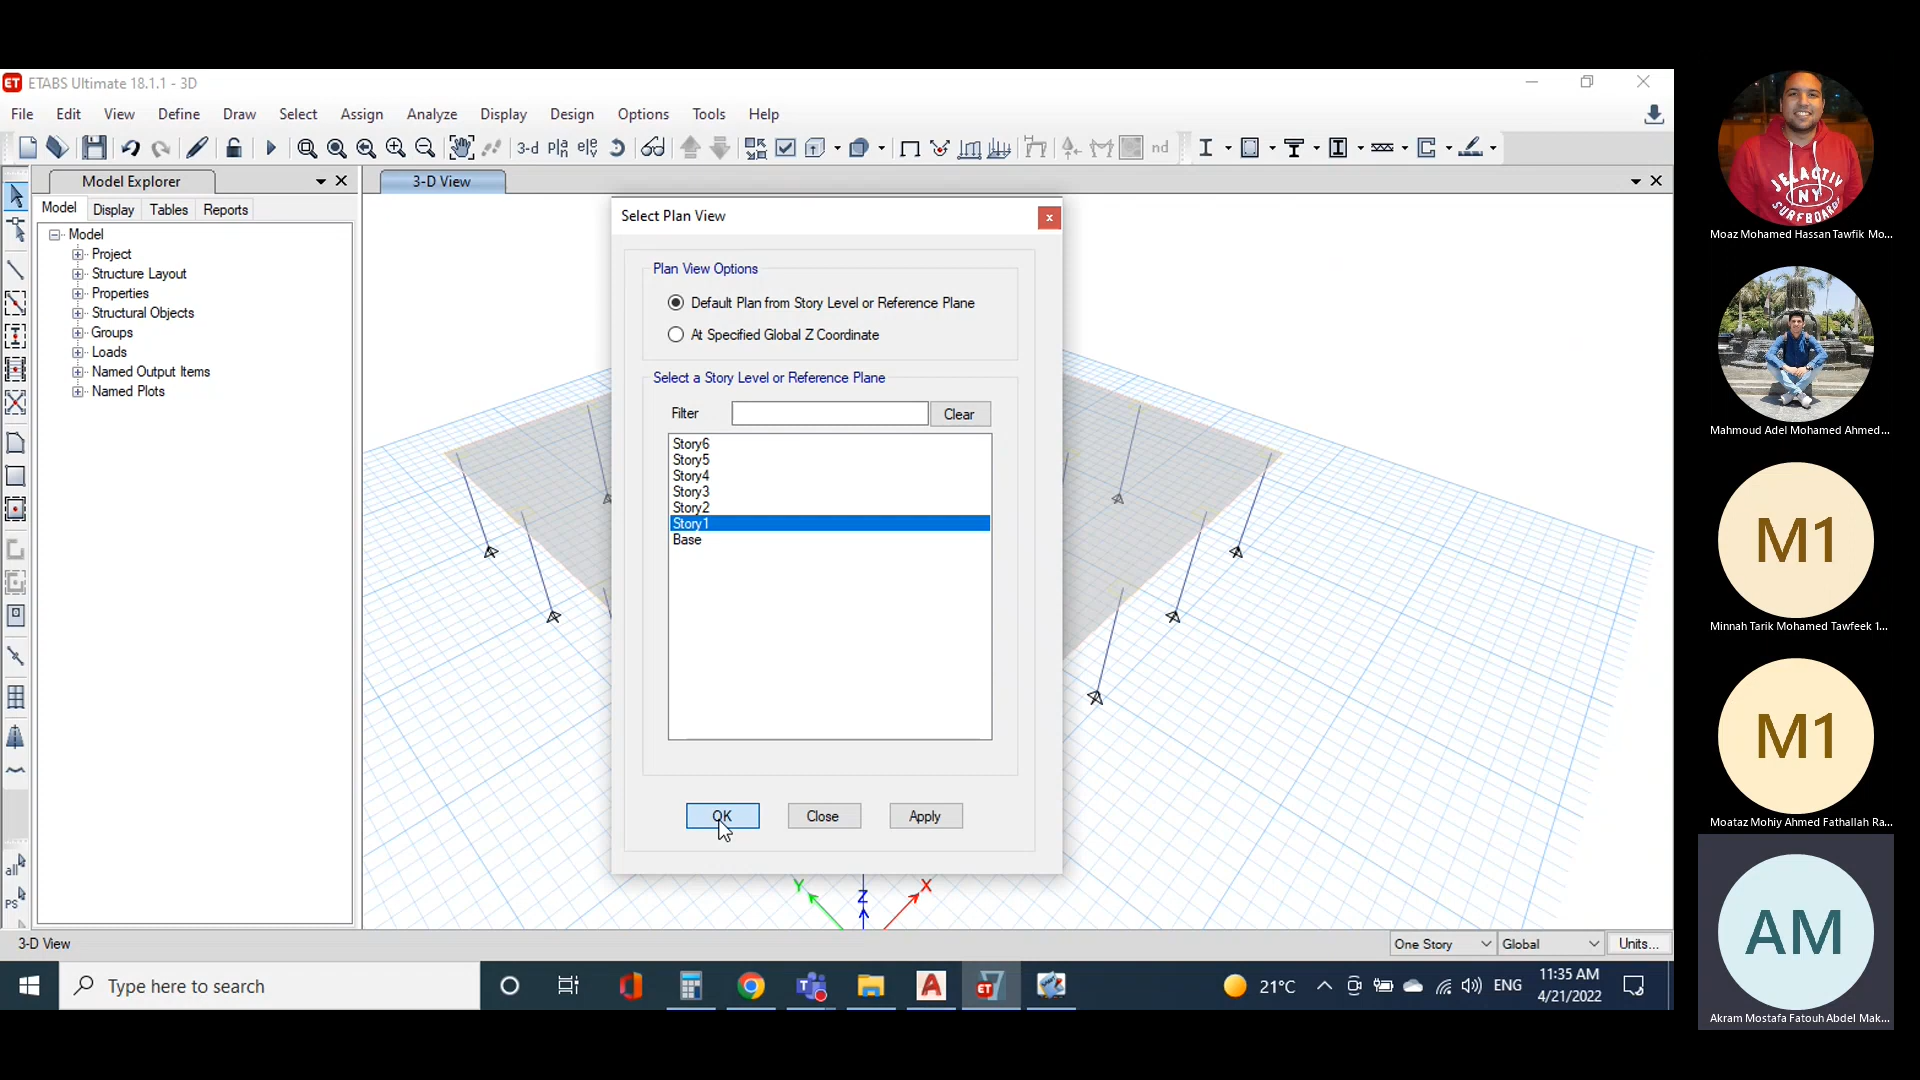 ET ETABS Ultimate 18.1.1 - 3D
File Edit View Define Draw Select Assign Analyze Display Design Options Tools Help
3-d
nd
Model Explorer
3-D View
Model Display Tables Reports
Model
Project
Structure Layout
Properties
Structural Objects
Groups
Loads
Named Output Items
Named Plots
Select Plan View
x
Plan View Options
Default Plan from Story Level or Reference Plane
At Specified Global Z Coordinate
Select a Story Level or Reference Plane
Filter
Clear
Story6
Story5
Story4
Story3
Story2
Story1
Base
OK Close Apply
Y Z X
all
PS
3-D View
One Story
Global
Units...
Type here to search
21°C
ENG
11:35 AM
4/21/2022
JELACTIV
NY
SURFBOARD
Moaz Mohamed Hassan Tawfik Mo...
Mahmoud Adel Mohamed Ahmed...
M1
Minnah Tarik Mohamed Tawfeek 1...
M1
Moataz Mohiy Ahmed Fathallah Ra...
AM
Akram Mostafa Fatouh Abdel Mak...